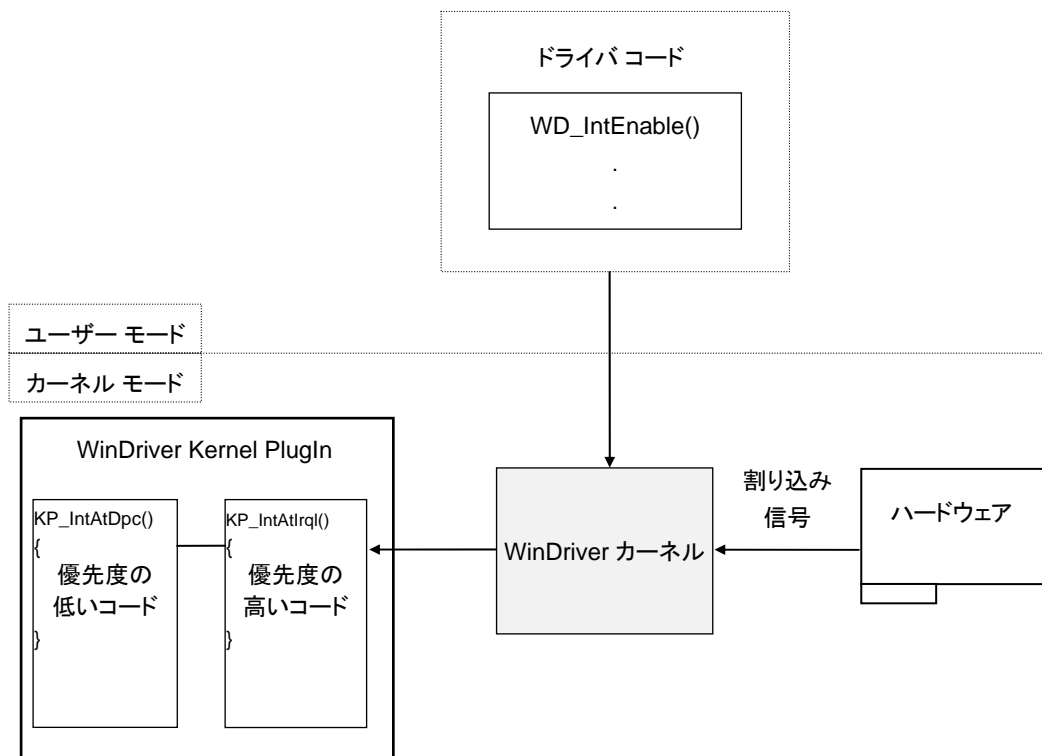 ドライバ コード
WD_IntEnable()
.
.
ユーザー モード
カーネル モード
WinDriver Kernel PlugIn
KP_IntAtDpc()
{
優先度の
低いコード
}
KP_IntAtIrql()
{
優先度の
高いコード
}
WinDriver カーネル
割り込み
信号
ハードウェア